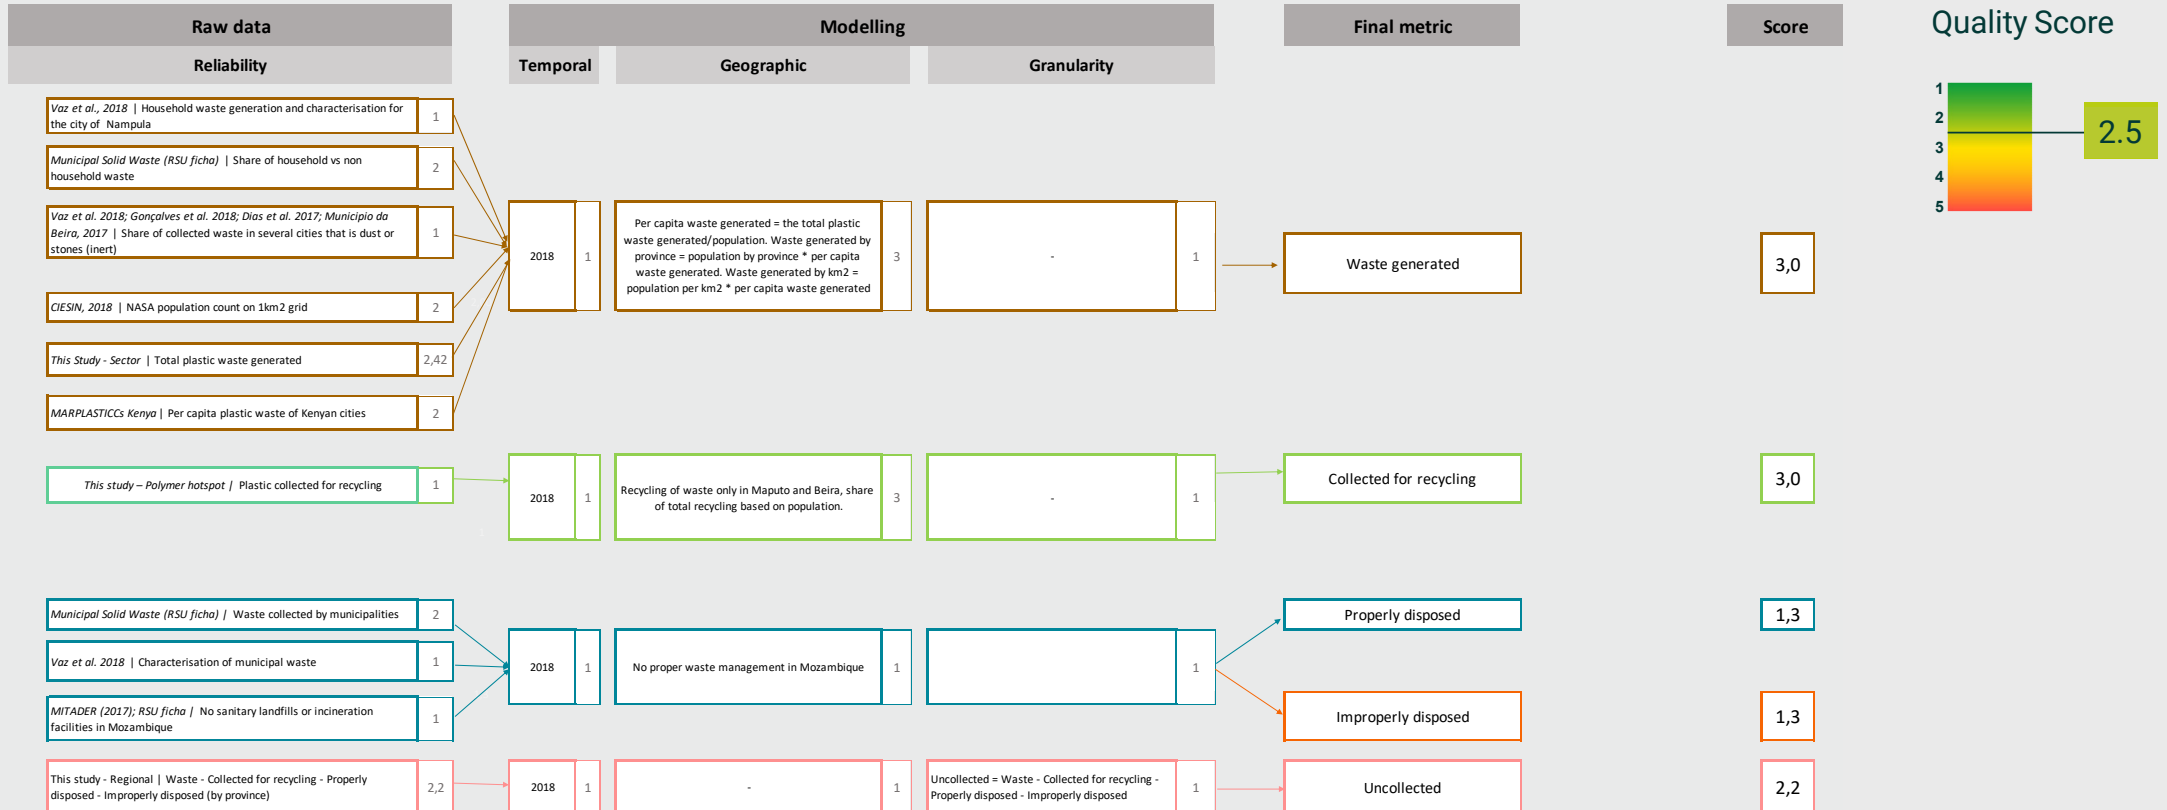 Raw data
Modelling
Final metric
Score
Quality Score
Reliability
Temporal
Geographic
Granularity
1
2
3
4
5
2.5
Vaz et al., 2018 | Household waste generation and characterisation for
the city of Nampula
1
Municipal Solid Waste (RSU ficha) | Share of household vs non
household waste
2
Vaz et al. 2018; Gonçalves et al. 2018; Dias et al. 2017; Municipio da
Beira, 2017 | Share of collected waste in several cities that is dust or
stones (inert)
1
CIESIN, 2018 | NASA population count on 1km2 grid
2
This Study - Sector | Total plastic waste generated
2,42
MARPLASTICCs Kenya | Per capita plastic waste of Kenyan cities
2
2018
1
Per capita waste generated = the total plastic
waste generated/population. Waste generated by
province = population by province * per capita
waste generated. Waste generated by km2 =
population per km2 * per capita waste generated
3
-
1
Waste generated
3,0
This study – Polymer hotspot | Plastic collected for recycling
1
2018
1
Recycling of waste only in Maputo and Beira, share
of total recycling based on population.
3
-
1
Collected for recycling
3,0
Municipal Solid Waste (RSU ficha) | Waste collected by municipalities
2
Vaz et al. 2018 | Characterisation of municipal waste
1
MITADER (2017); RSU ficha | No sanitary landfills or incineration
facilities in Mozambique
1
2018
1
No proper waste management in Mozambique
1
1
Properly disposed
1,3
Improperly disposed
1,3
This study - Regional | Waste - Collected for recycling - Properly
disposed - Improperly disposed (by province)
2,2
2018
1
-
1
Uncollected = Waste - Collected for recycling -
Properly disposed - Improperly disposed
1
Uncollected
2,2